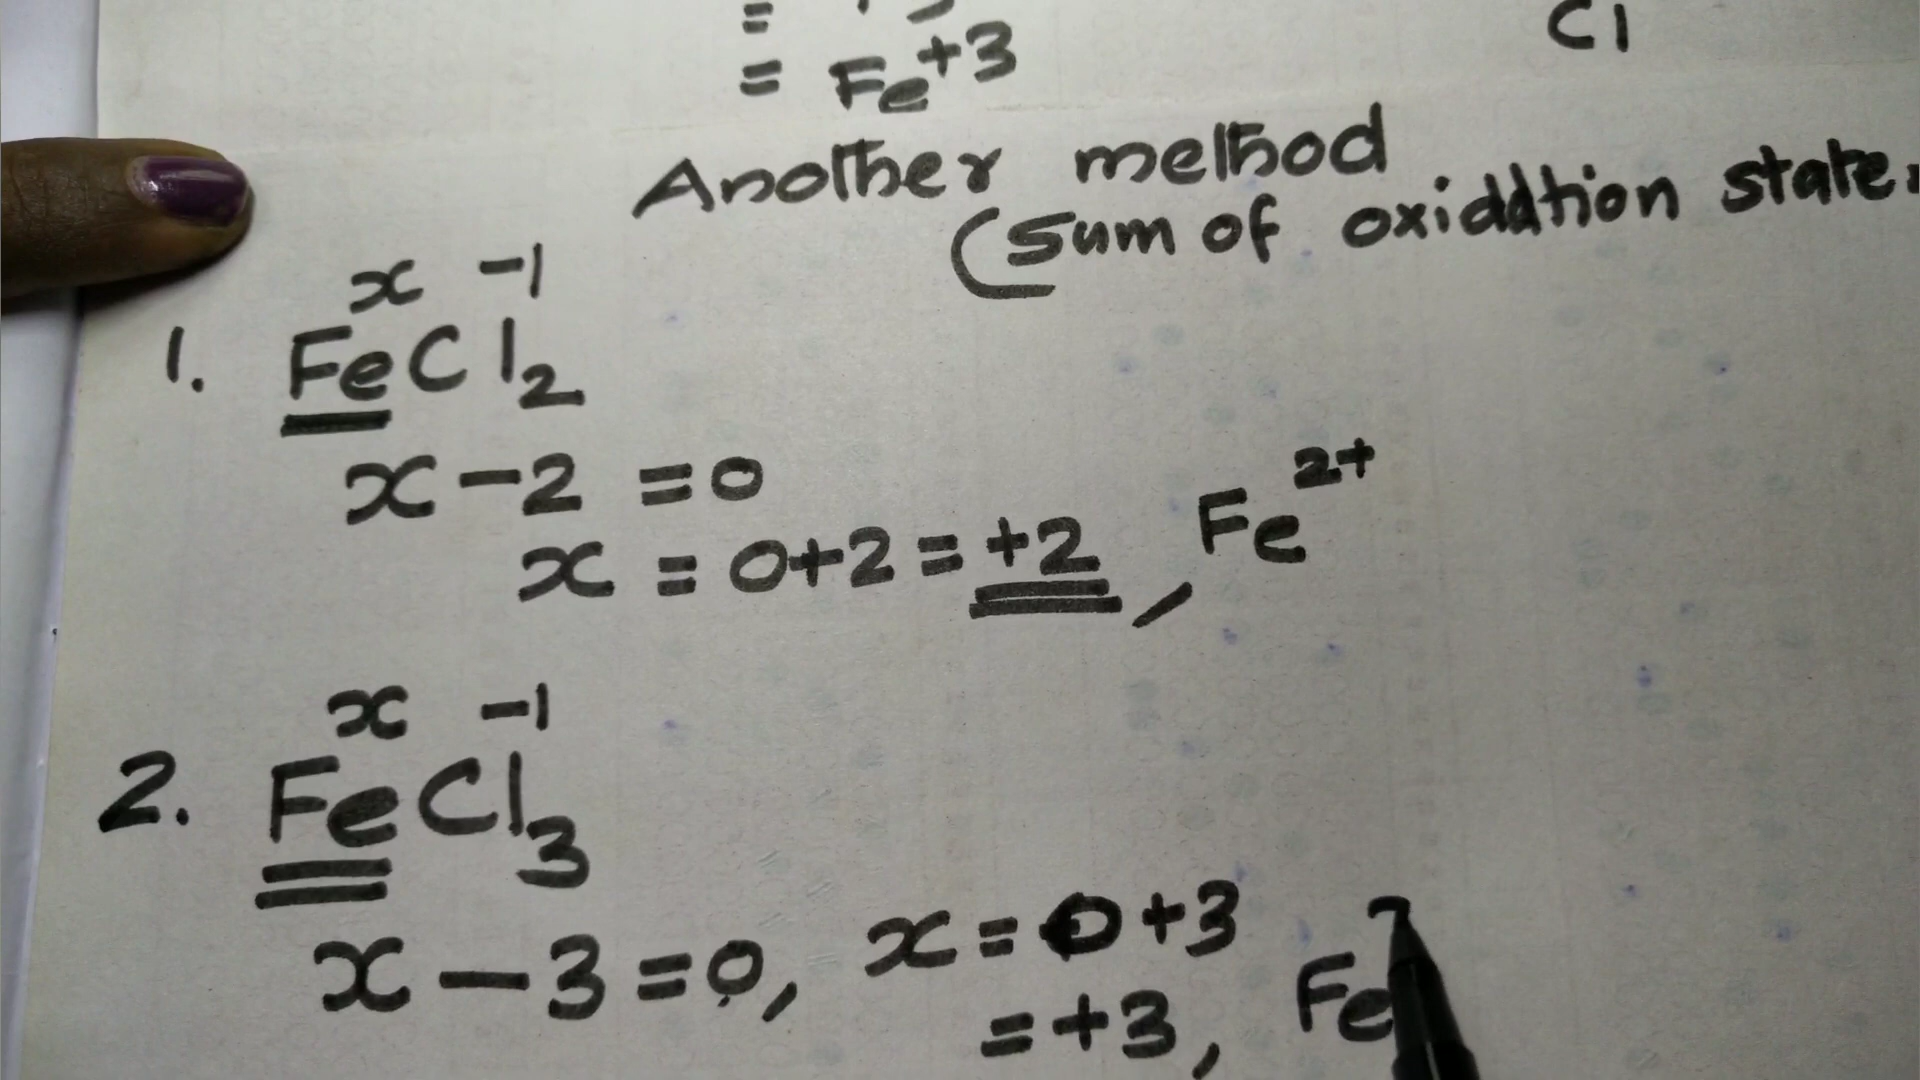 = Fe+3
Cl
Another method
(Sum of oxidation state
x -1
1. FeCl2
x - 2 = 0
x = 0+2 = +2, Fe2+
x -1
2. FeCl3
x - 3 = 0, x = 0+3
= +3, Fe